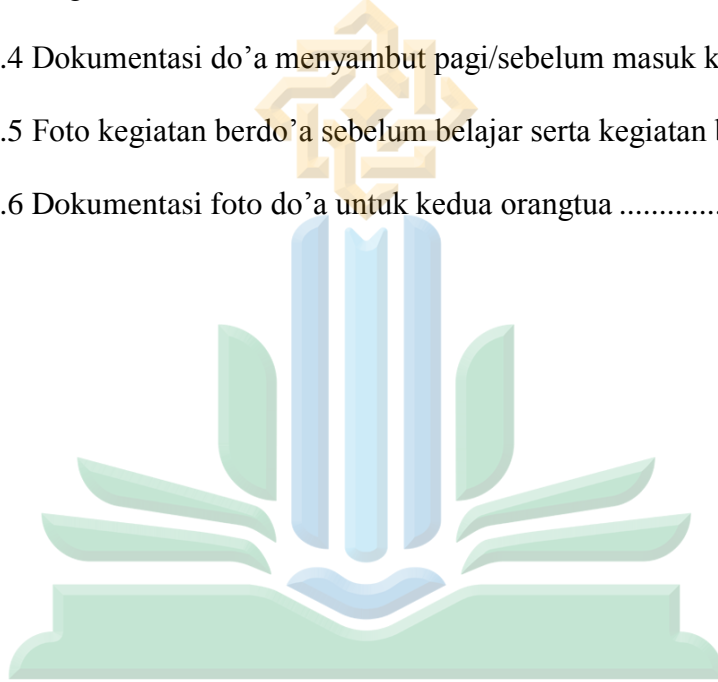 .4 Dokumentasi do’a menyambut pagi/sebelum masuk
.5 Foto kegiatan berdo’a sebelum belajar serta kegiatan
.6 Dokumentasi foto do’a untuk kedua orangtua .............